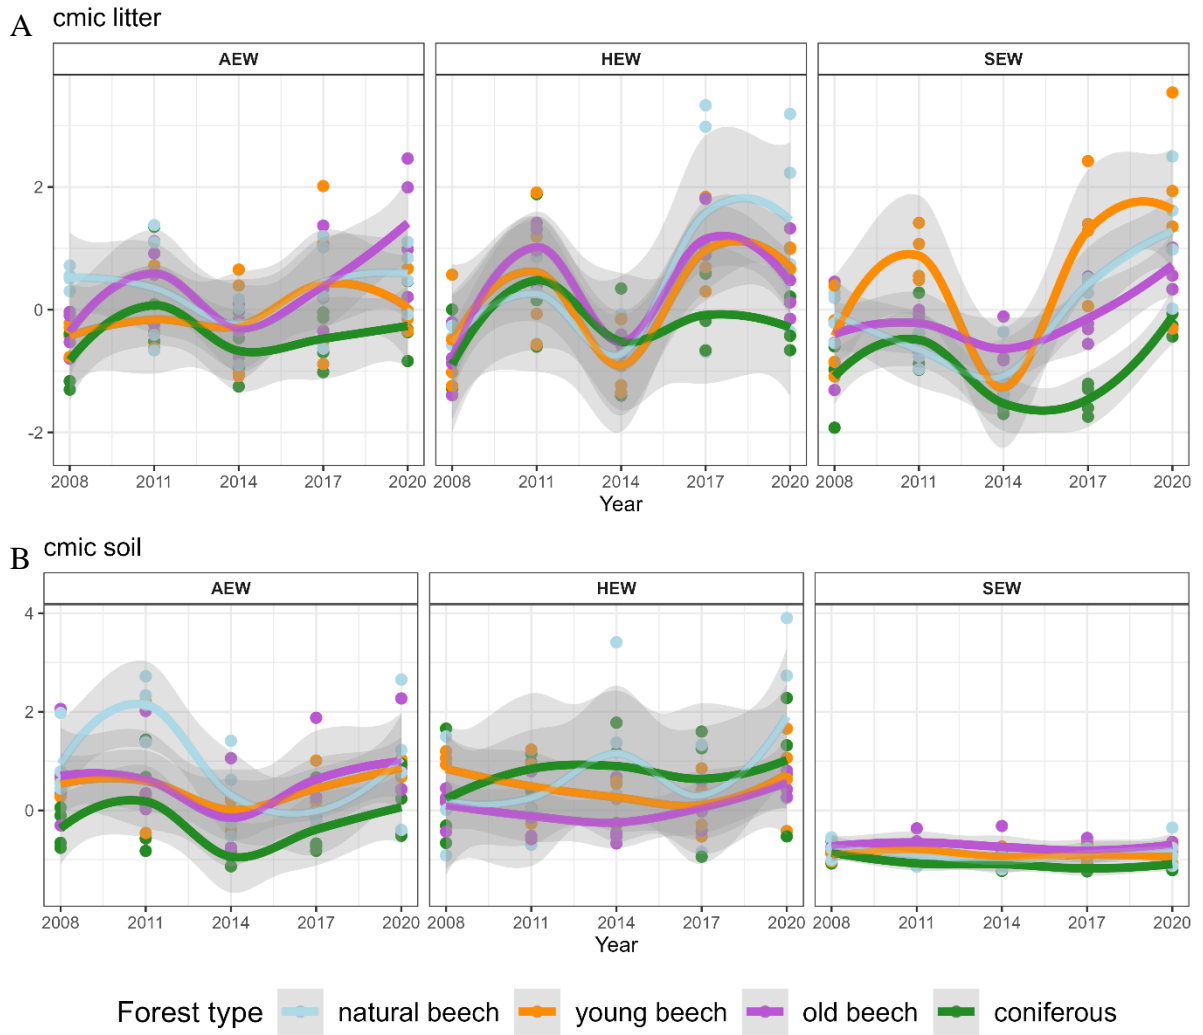 A cmic litter
AEW HEW SEW
2
0
-2
2008 2011 2014 2017 2020 2008 2011 2014 2017 2020 2008 2011 2014 2017 2020
Year
B cmic soil
AEW HEW SEW
4
2
0
2008 2011 2014 2017 2020 2008 2011 2014 2017 2020 2008 2011 2014 2017 2020
Year
Forest type natural beech young beech old beech coniferous